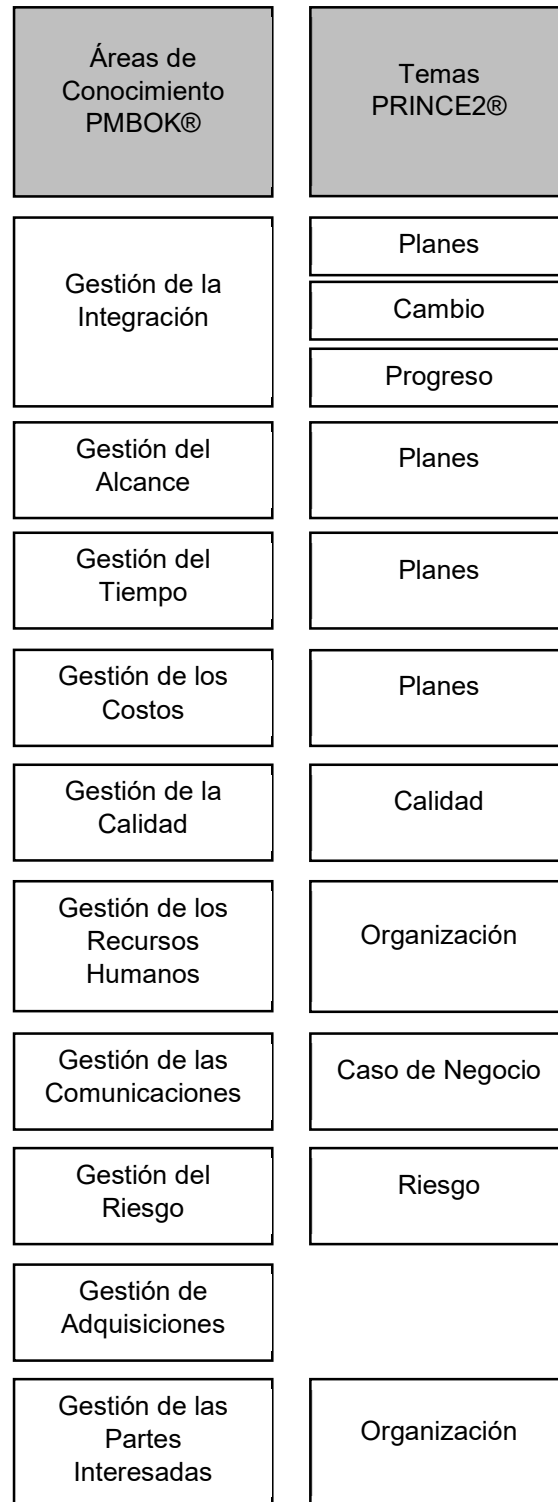 Áreas de
Conocimiento
PMBOK®
Temas
PRINCE2®
Gestión de la
Integración
Planes
Cambio
Progreso
Gestión del
Alcance
Planes
Gestión del
Tiempo
Planes
Gestión de los
Costos
Planes
Gestión de la
Calidad
Calidad
Gestión de los
Recursos
Humanos
Organización
Gestión de las
Comunicaciones
Caso de Negocio
Gestión del
Riesgo
Riesgo
Gestión de
Adquisiciones
Gestión de las
Partes
Interesadas
Organización